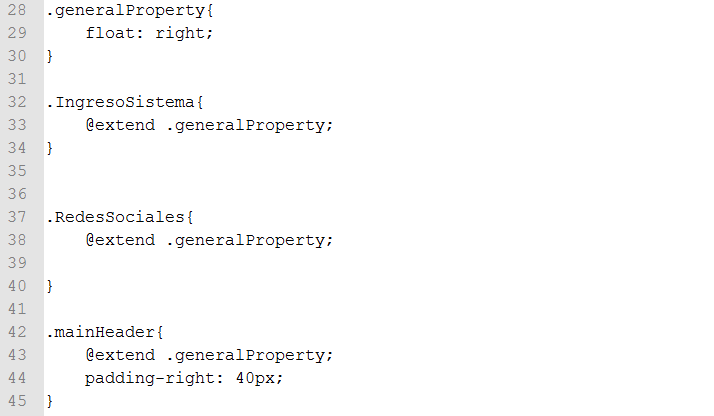 28 .generalProperty{
29     float: right;
30 }
31
32 .IngresoSistema{
33     @extend .generalProperty;
34 }
35
36
37 .RedesSociales{
38     @extend .generalProperty;
39
40 }
41
42 .mainHeader{
43     @extend .generalProperty;
44     padding-right: 40px;
45 }